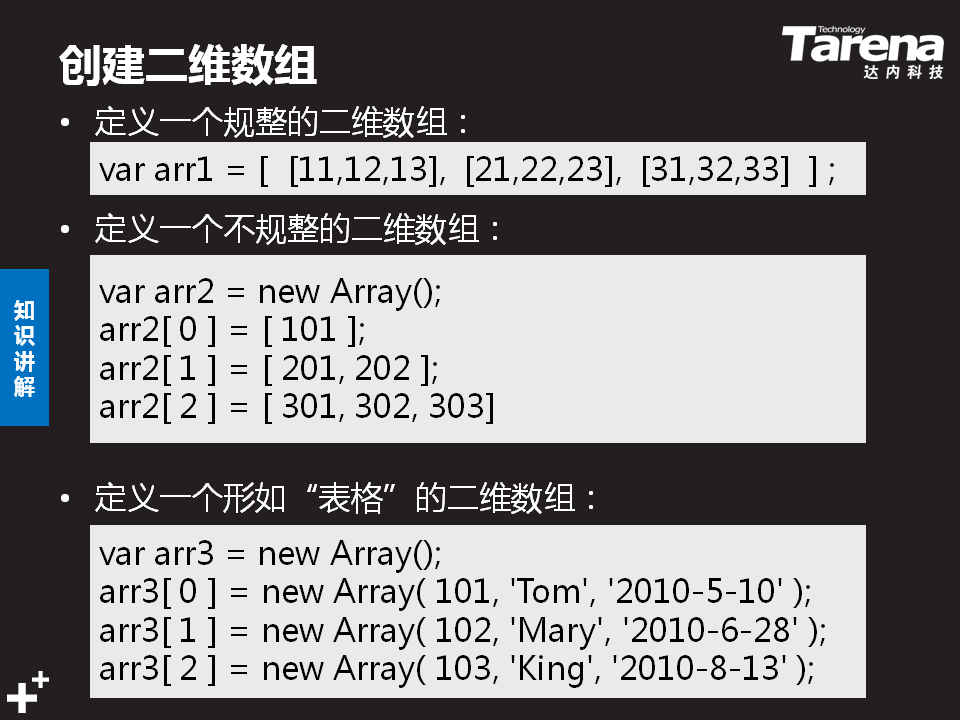 创建二维数组
Technology
Tarena
达内科技
• 定义一个规整的二维数组：
var arr1 = [ [11,12,13], [21,22,23], [31,32,33] ] ;
• 定义一个不规整的二维数组：
var arr2 = new Array();
arr2[ 0 ] = [ 101 ];
arr2[ 1 ] = [ 201, 202 ];
arr2[ 2 ] = [ 301, 302, 303]
知识讲解
• 定义一个形如“表格”的二维数组：
var arr3 = new Array();
arr3[ 0 ] = new Array( 101, 'Tom', '2010-5-10' );
arr3[ 1 ] = new Array( 102, 'Mary', '2010-6-28' );
arr3[ 2 ] = new Array( 103, 'King', '2010-8-13' );